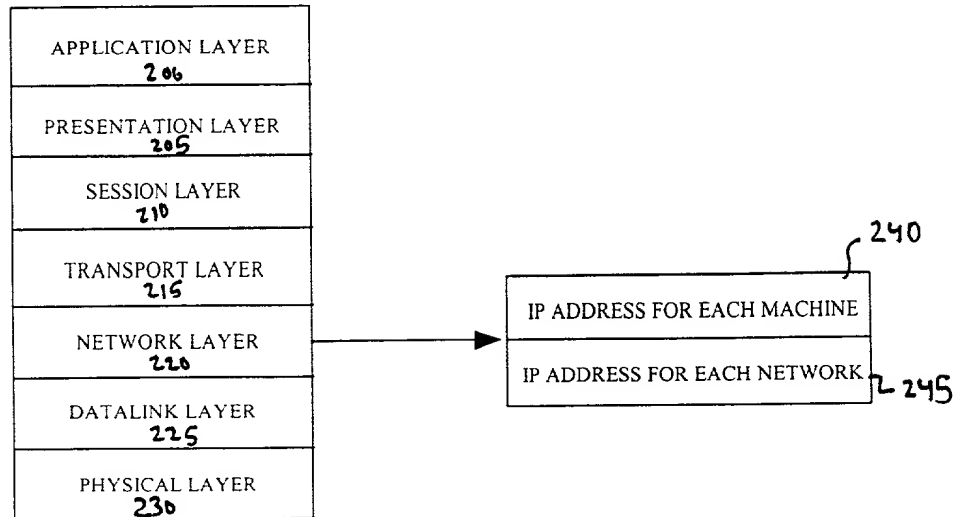 APPLICATION LAYER
206
PRESENTATION LAYER
205
SESSION LAYER
210
TRANSPORT LAYER
215
NETWORK LAYER
220
DATALINK LAYER
225
PHYSICAL LAYER
230
240
IP ADDRESS FOR EACH MACHINE
IP ADDRESS FOR EACH NETWORK
245